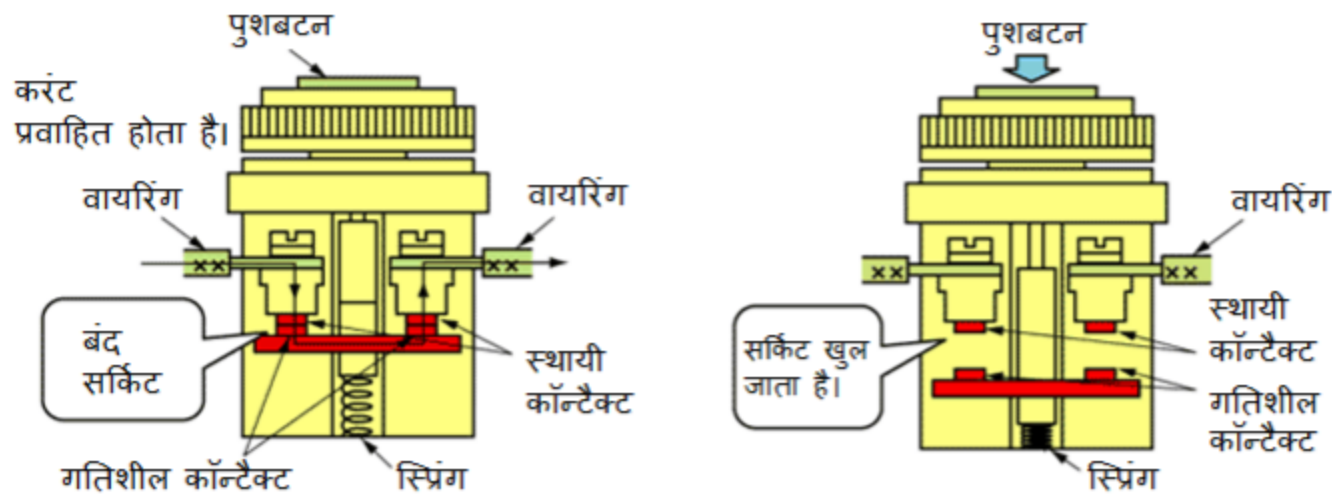 पुशबटन
करंट
प्रवाहित होता है।
वायरिंग
वायरिंग
बंद
सर्किट
स्थायी
कॉन्टैक्ट
गतिशील कॉन्टैक्ट
स्प्रिंग
पुशबटन
वायरिंग
सर्किट खुल
जाता है।
स्थायी
कॉन्टैक्ट
गतिशील
कॉन्टैक्ट
स्प्रिंग